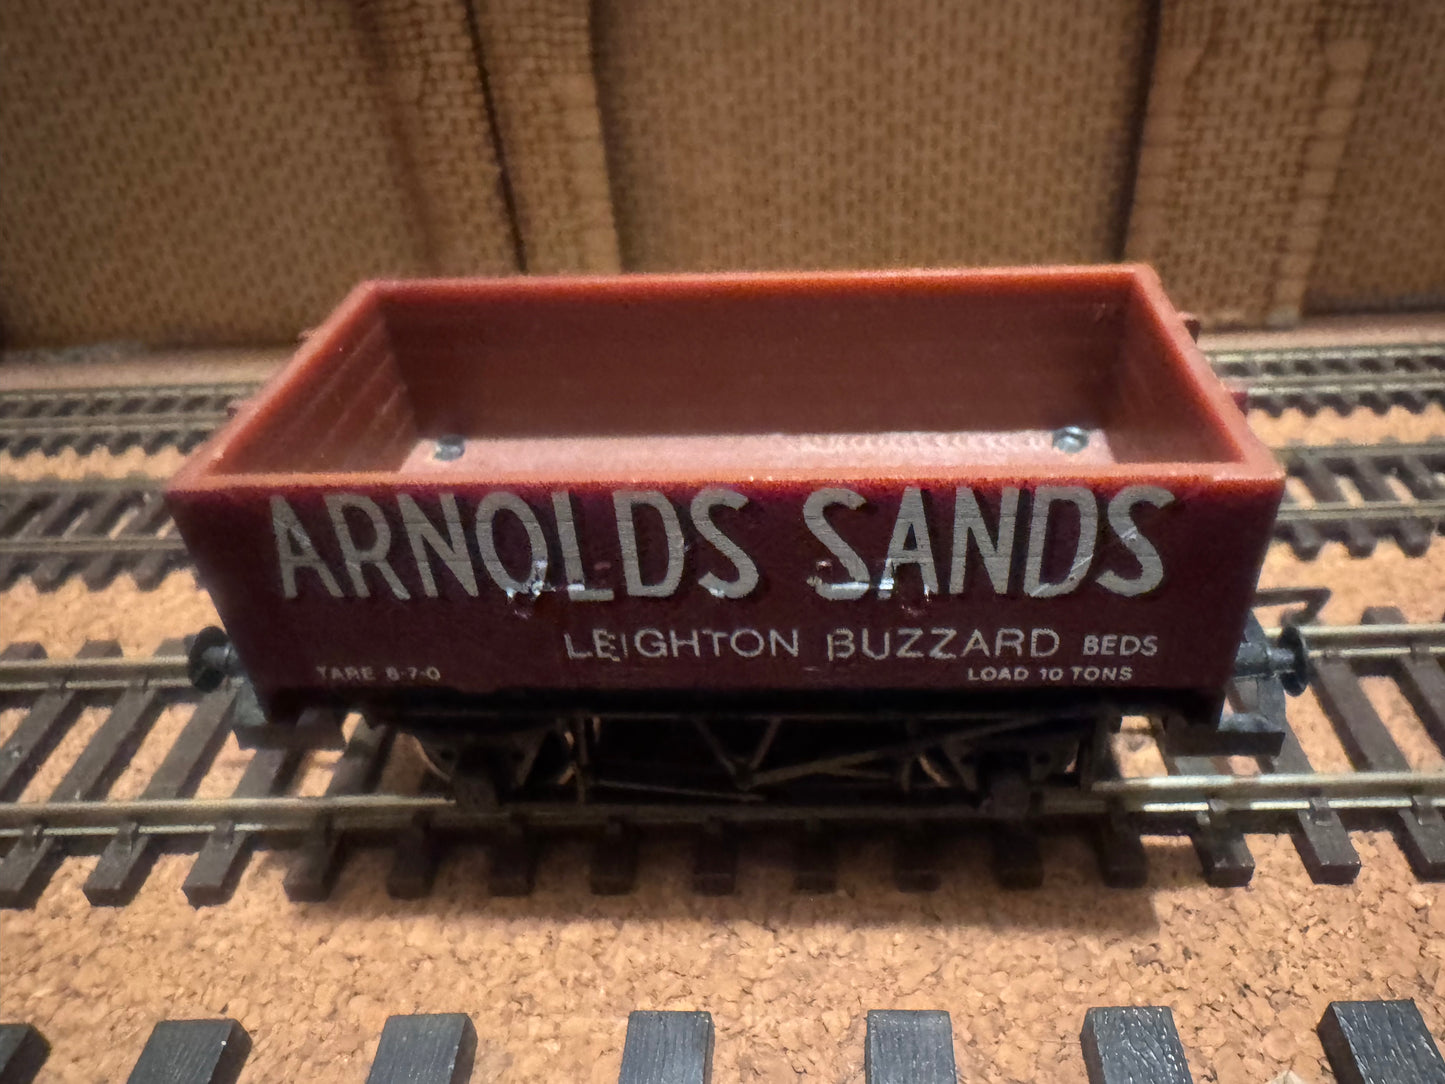 ARNOLDS SANDS
LEIGHTON BUZZARD BEDS
TARE 6-7-0 LOAD 10 TONS